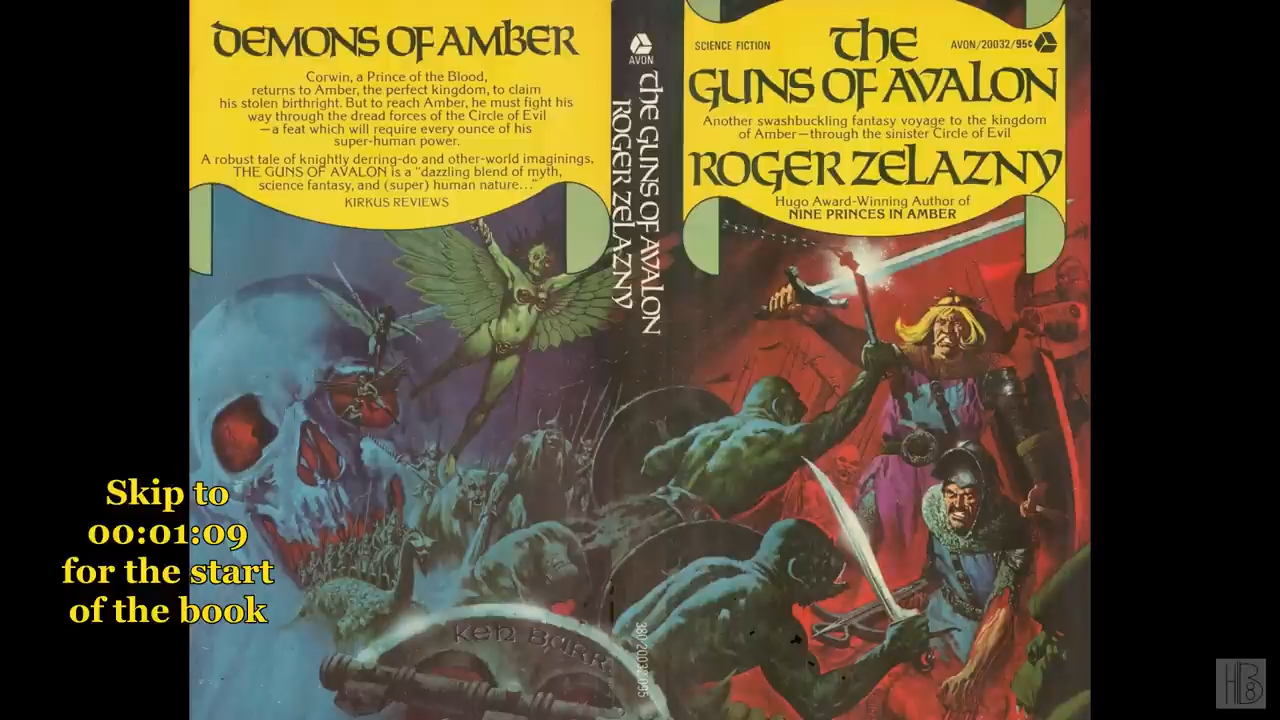 DEMONS OF AMBER
Corwin, a Prince of the Blood,
returns to Amber, the perfect kingdom, to claim
his stolen birthright. But to reach Amber, he must fight his
way through the dread forces of the Circle of Evil
—a feat which will require every ounce of his
super-human power.
A robust tale of knightly derring-do and other-world imaginings,
THE GUNS OF AVALON is a "dazzling blend of myth,
science fantasy, and (super) human nature..."
KIRKUS REVIEWS
AVON
the GUNS OF AVALON
ROGER ZELAZNY
380-20032-095
SCIENCE FICTION
AVON/20032/95¢
the
GUNS OF AVALON
Another swashbuckling fantasy voyage to the kingdom
of Amber—through the sinister Circle of Evil
ROGER ZELAZNY
Hugo Award-Winning Author of
NINE PRINCES IN AMBER
Skip to
00:01:09
for the start
of the book
Ken Barr
HB8